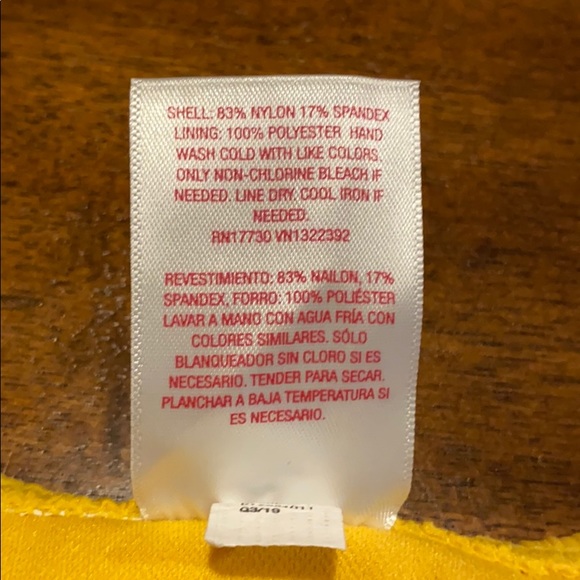 SHELL: 83% NYLON 17% SPANDEX
LINING: 100% POLYESTER HAND
WASH COLD WITH LIKE COLORS.
ONLY NON-CHLORINE BLEACH IF
NEEDED. LINE DRY. COOL IRON IF
NEEDED.
RN17730 VN1322392
REVESTIMIENTO: 83% NAILON, 17%
SPANDEX, FORRO: 100% POLIÉSTER
LAVAR A MANO CON AGUA FRÍA CON
COLORES SIMILARES. SÓLO
BLANQUEADOR SIN CLORO SI ES
NECESARIO. TENDER PARA SECAR.
PLANCHAR A BAJA TEMPERATURA SI
ES NECESARIO.
Q3/19